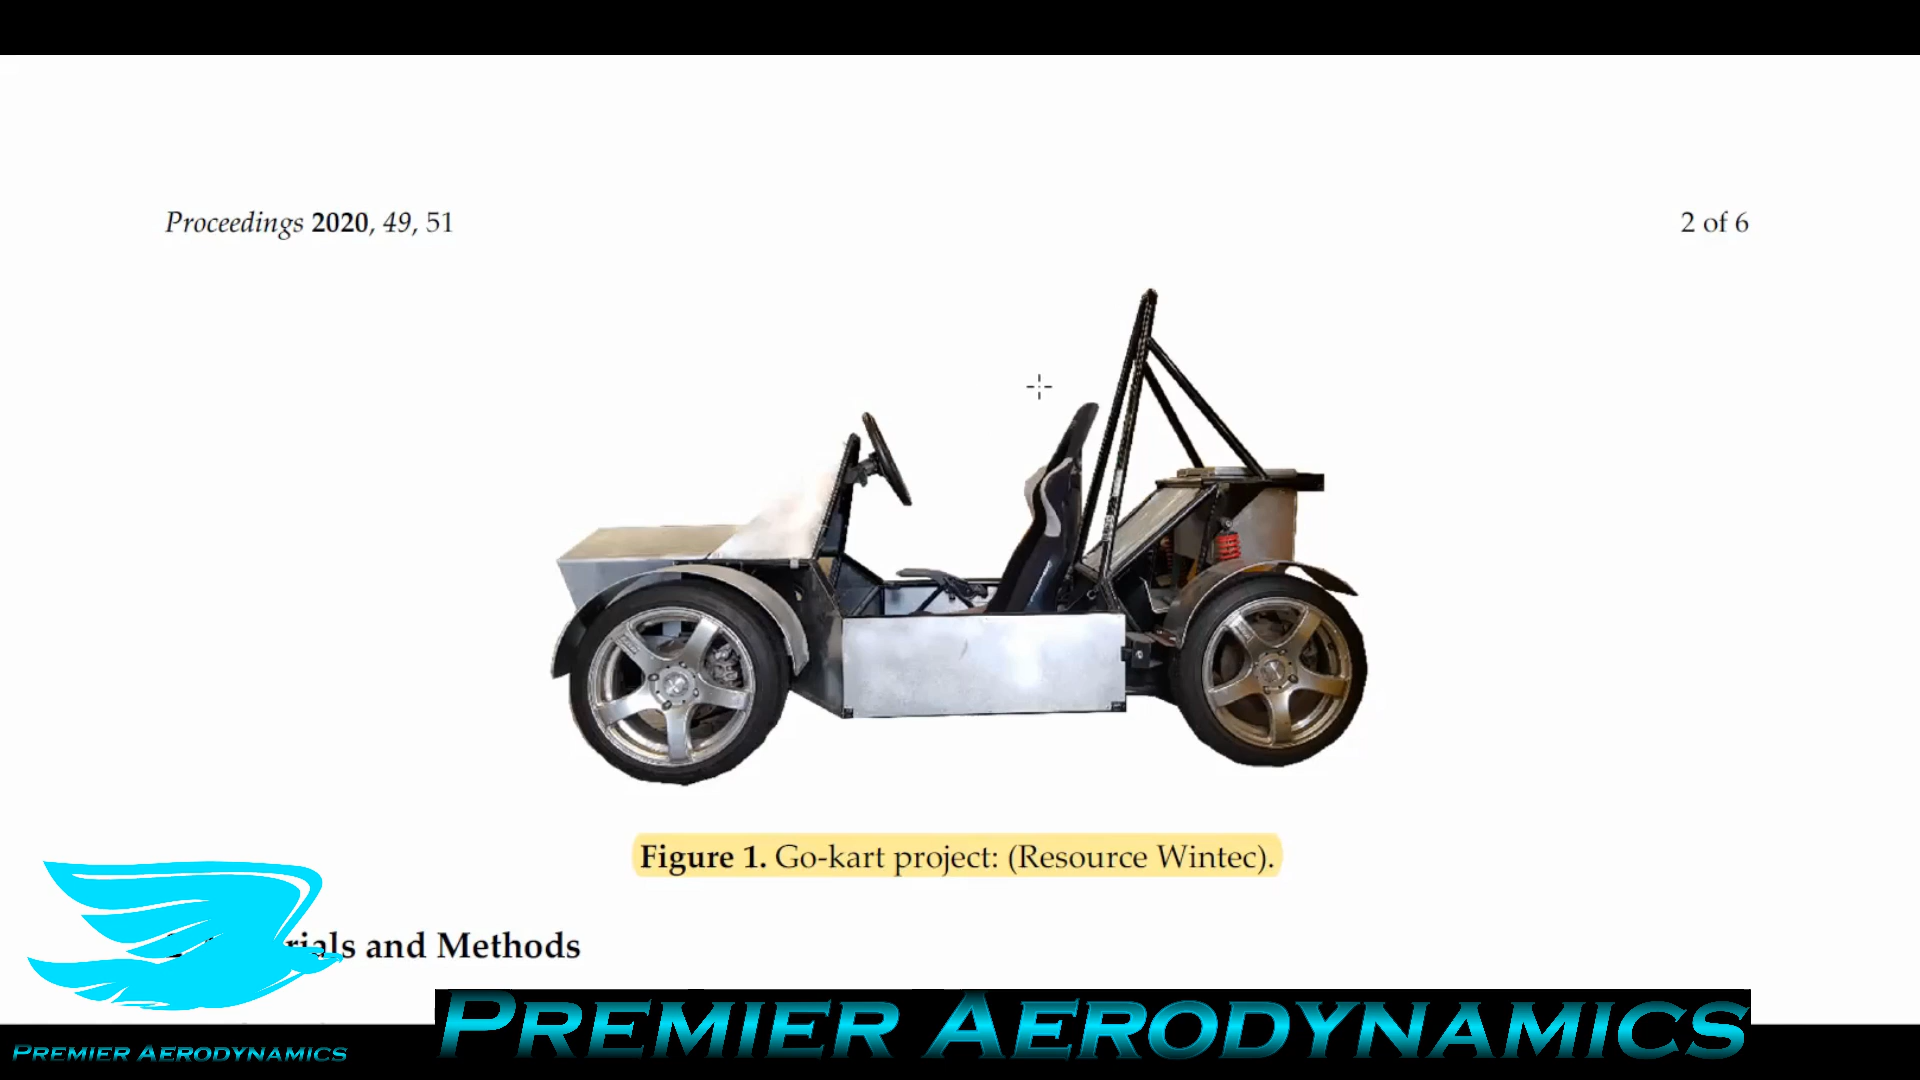 Proceedings 2020, 49, 51
2 of 6
Figure 1. Go-kart project: (Resource Wintec).
and Methods
PREMIER AERODYNAMICS
PREMIER AERODYNAMICS